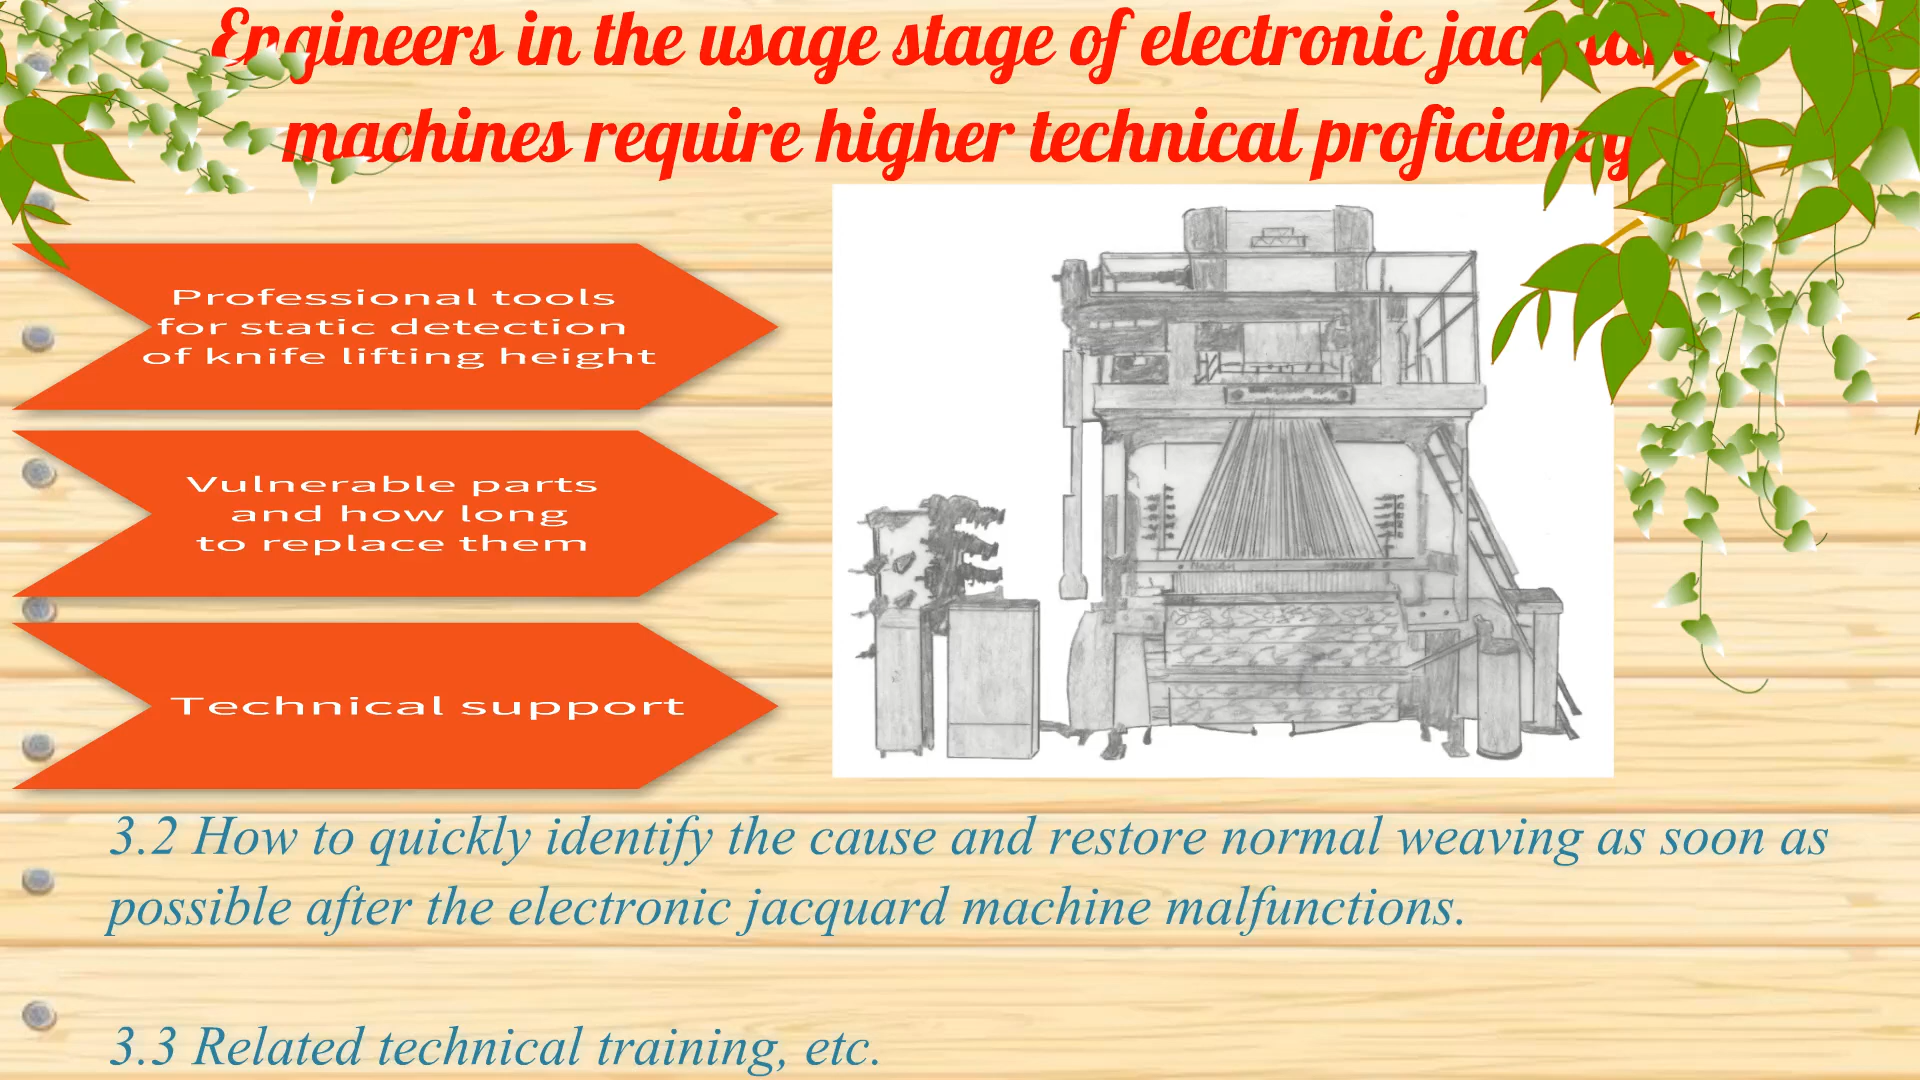 Engineers in the usage stage of electronic jacquard
machines require higher technical proficiency
Professional tools
for static detection
of knife lifting height
Vulnerable parts
and how long
to replace them
Technical support
3.2 How to quickly identify the cause and restore normal weaving as soon as
possible after the electronic jacquard machine malfunctions.
3.3 Related technical training, etc.